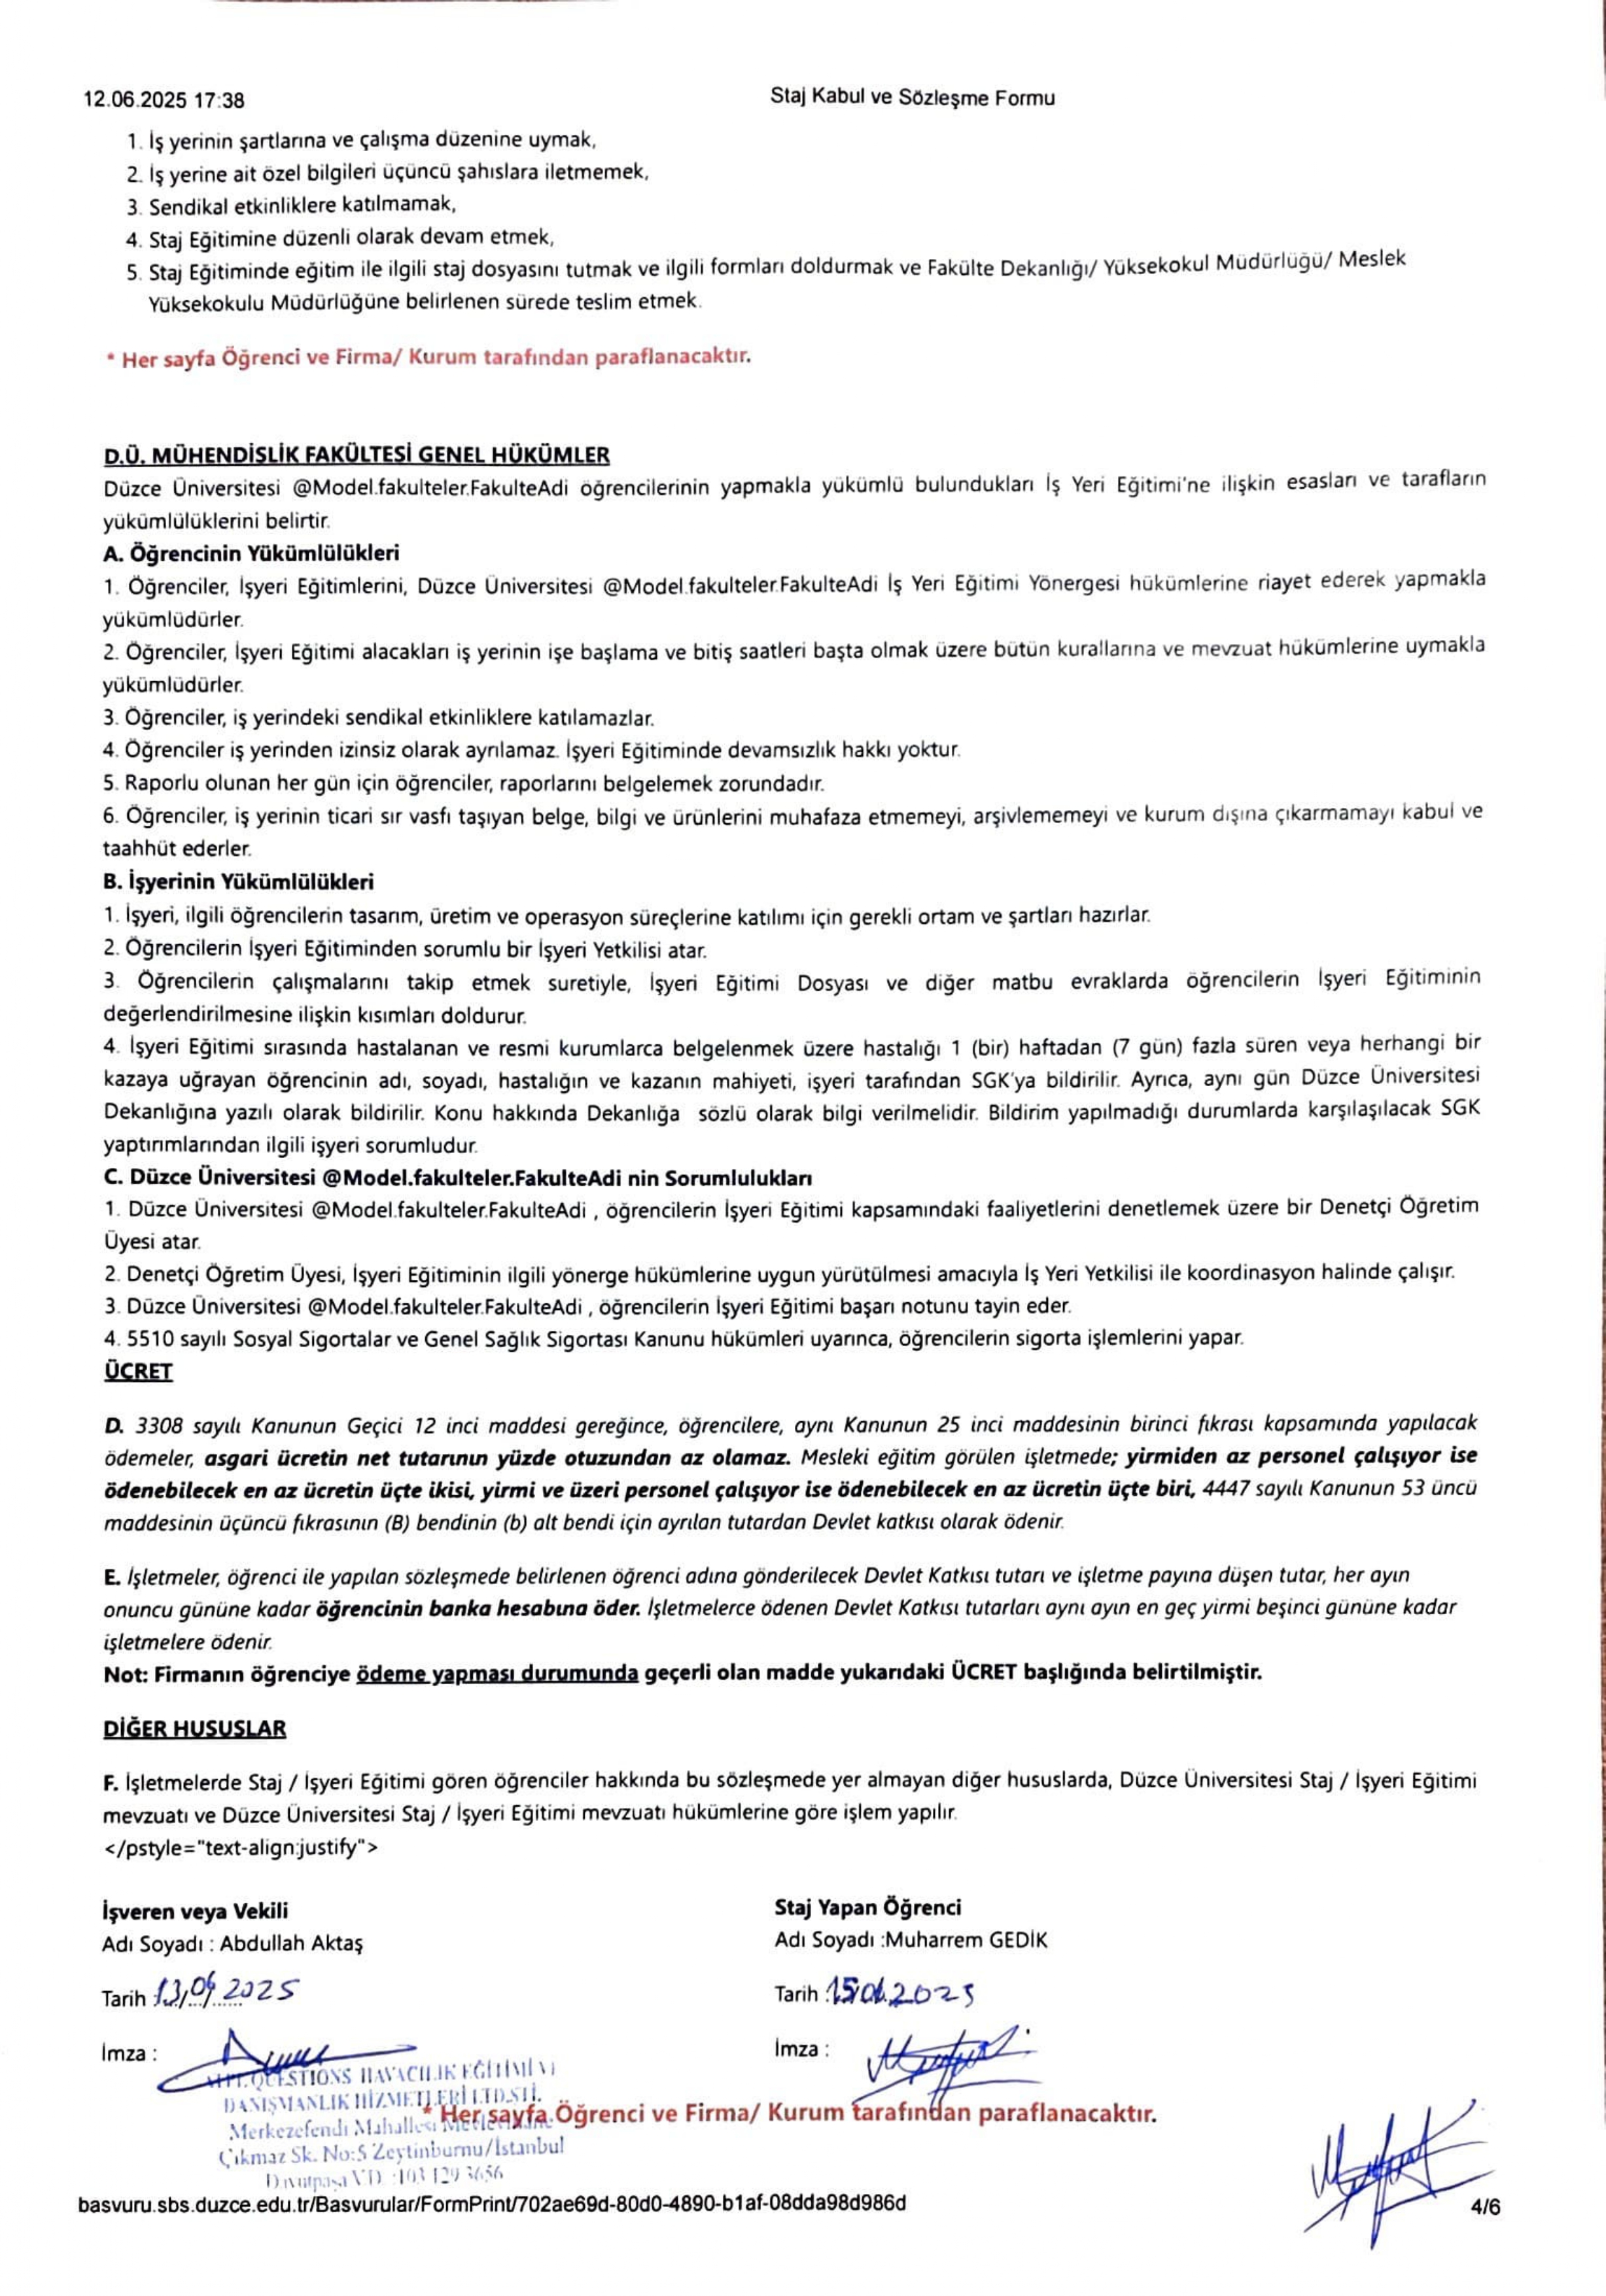 12.06.2025 17:38
Staj Kabul ve Sözleşme Formu
1. İş yerinin şartlarına ve çalışma düzenine uymak,
2. İş yerine ait özel bilgileri üçüncü şahıslara iletmemek,
3. Sendikal etkinliklere katılmamak,
4. Staj Eğitimine düzenli olarak devam etmek,
5. Staj Eğitiminde eğitim ile ilgili staj dosyasını tutmak ve ilgili formları doldurmak ve Fakülte Dekanlığı/ Yüksekokul Müdürlüğü/ Meslek
Yüksekokulu Müdürlüğüne belirlenen sürede teslim etmek.
* Her sayfa Öğrenci ve Firma/ Kurum tarafından paraflanacaktır.
D.Ü. MÜHENDİSLİK FAKÜLTESİ GENEL HÜKÜMLER
Düzce Üniversitesi @Model.fakulteler.FakulteAdi öğrencilerinin yapmakla yükümlü bulundukları İş Yeri Eğitimi'ne ilişkin esasları ve tarafların
yükümlülüklerini belirtir.
A. Öğrencinin Yükümlülükleri
1. Öğrenciler, İşyeri Eğitimlerini, Düzce Üniversitesi @Model.fakulteler.FakulteAdi İş Yeri Eğitimi Yönergesi hükümlerine riayet ederek yapmakla
yükümlüdürler.
2. Öğrenciler, İşyeri Eğitimi alacakları iş yerinin işe başlama ve bitiş saatleri başta olmak üzere bütün kurallarına ve mevzuat hükümlerine uymakla
yükümlüdürler.
3. Öğrenciler, iş yerindeki sendikal etkinliklere katılamazlar.
4. Öğrenciler iş yerinden izinsiz olarak ayrılamaz. İşyeri Eğitiminde devamsızlık hakkı yoktur.
5. Raporlu olunan her gün için öğrenciler, raporlarını belgelemek zorundadır.
6. Öğrenciler, iş yerinin ticari sır vasfı taşıyan belge, bilgi ve ürünlerini muhafaza etmemeyi, arşivlememeyi ve kurum dışına çıkarmamayı kabul ve
taahhüt ederler.
B. İşyerinin Yükümlülükleri
1. İşyeri, ilgili öğrencilerin tasarım, üretim ve operasyon süreçlerine katılımı için gerekli ortam ve şartları hazırlar.
2. Öğrencilerin İşyeri Eğitiminden sorumlu bir İşyeri Yetkilisi atar.
3. Öğrencilerin çalışmalarını takip etmek suretiyle, İşyeri Eğitimi Dosyası ve diğer matbu evraklarda öğrencilerin İşyeri Eğitiminin
değerlendirilmesine ilişkin kısımları doldurur.
4. İşyeri Eğitimi sırasında hastalanan ve resmi kurumlarca belgelenmek üzere hastalığı 1 (bir) haftadan (7 gün) fazla süren veya herhangi bir
kazaya uğrayan öğrencinin adı, soyadı, hastalığın ve kazanın mahiyeti, işyeri tarafından SGK'ya bildirilir. Ayrıca, aynı gün Düzce Üniversitesi
Dekanlığına yazılı olarak bildirilir. Konu hakkında Dekanlığa sözlü olarak bilgi verilmelidir. Bildirim yapılmadığı durumlarda karşılaşılacak SGK
yaptırımlarından ilgili işyeri sorumludur.
C. Düzce Üniversitesi @Model.fakulteler.FakulteAdi nin Sorumlulukları
1. Düzce Üniversitesi @Model.fakulteler.FakulteAdi , öğrencilerin İşyeri Eğitimi kapsamındaki faaliyetlerini denetlemek üzere bir Denetçi Öğretim
Üyesi atar.
2. Denetçi Öğretim Üyesi, İşyeri Eğitiminin ilgili yönerge hükümlerine uygun yürütülmesi amacıyla İş Yeri Yetkilisi ile koordinasyon halinde çalışır.
3. Düzce Üniversitesi @Model.fakulteler.FakulteAdi , öğrencilerin İşyeri Eğitimi başarı notunu tayin eder.
4. 5510 sayılı Sosyal Sigortalar ve Genel Sağlık Sigortası Kanunu hükümleri uyarınca, öğrencilerin sigorta işlemlerini yapar.
ÜCRET
D. 3308 sayılı Kanunun Geçici 12 inci maddesi gereğince, öğrencilere, aynı Kanunun 25 inci maddesinin birinci fıkrası kapsamında yapılacak
ödemeler, asgari ücretin net tutarının yüzde otuzundan az olamaz. Mesleki eğitim görülen işletmede; yirmiden az personel çalışıyor ise
ödenebilecek en az ücretin üçte ikisi, yirmi ve üzeri personel çalışıyor ise ödenebilecek en az ücretin üçte biri, 4447 sayılı Kanunun 53 üncü
maddesinin üçüncü fıkrasının (B) bendinin (b) alt bendi için ayrılan tutardan Devlet katkısı olarak ödenir.
E. İşletmeler, öğrenci ile yapılan sözleşmede belirlenen öğrenci adına gönderilecek Devlet Katkısı tutarı ve işletme payına düşen tutar, her ayın
onuncu gününe kadar öğrencinin banka hesabına öder. İşletmelerce ödenen Devlet Katkısı tutarları aynı ayın en geç yirmi beşinci gününe kadar
işletmelere ödenir.
Not: Firmanın öğrenciye ödeme yapması durumunda geçerli olan madde yukarıdaki ÜCRET başlığında belirtilmiştir.
DİĞER HUSUSLAR
F. İşletmelerde Staj / İşyeri Eğitimi gören öğrenciler hakkında bu sözleşmede yer almayan diğer hususlarda, Düzce Üniversitesi Staj / İşyeri Eğitimi
mevzuatı ve Düzce Üniversitesi Staj / İşyeri Eğitimi mevzuatı hükümlerine göre işlem yapılır.
</pstyle="text-align:justify">
İşveren veya Vekili
Adı Soyadı : Abdullah Aktaş
Tarih :13/06/2025
İmza :
Staj Yapan Öğrenci
Adı Soyadı :Muharrem GEDİK
Tarih :15.06.2025
İmza :
QUESTIONS HAVACILIK EĞİTİMİ VE
DANIŞMANLIK HİZMETLERİ LTD.ŞTİ.
Merkezefendi Mahallesi
Çıkmaz Sk. No:5 Zeytinburnu/İstanbul
Davutpaşa V.D. :103 129 3656
* Her sayfa Öğrenci ve Firma/ Kurum tarafından paraflanacaktır.
basvuru.sbs.duzce.edu.tr/Basvurular/FormPrint/702ae69d-80d0-4890-b1af-08dda98d986d
4/6